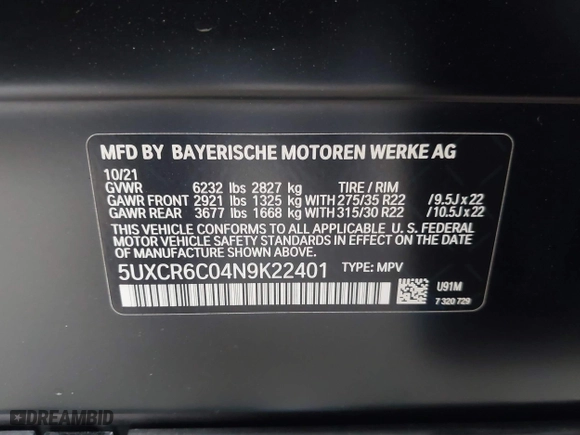 MFD BY BAYERISCHE MOTOREN WERKE AG
10/21
GVWR 6232 lbs 2827 kg TIRE / RIM
GAWR FRONT 2921 lbs 1325 kg WITH 275/35 R22 /9.5J x 22
GAWR REAR 3677 lbs 1668 kg WITH 315/30 R22 /10.5J x 22
THIS VEHICLE CONFORMS TO ALL APPLICABLE U. S. FEDERAL
MOTOR VEHICLE SAFETY STANDARDS IN EFFECT ON THE DATE OF
MANUFACTURE SHOWN ABOVE.
5UXCR6C04N9K22401 TYPE: MPV
U91M
7 320 729
DREAMBID